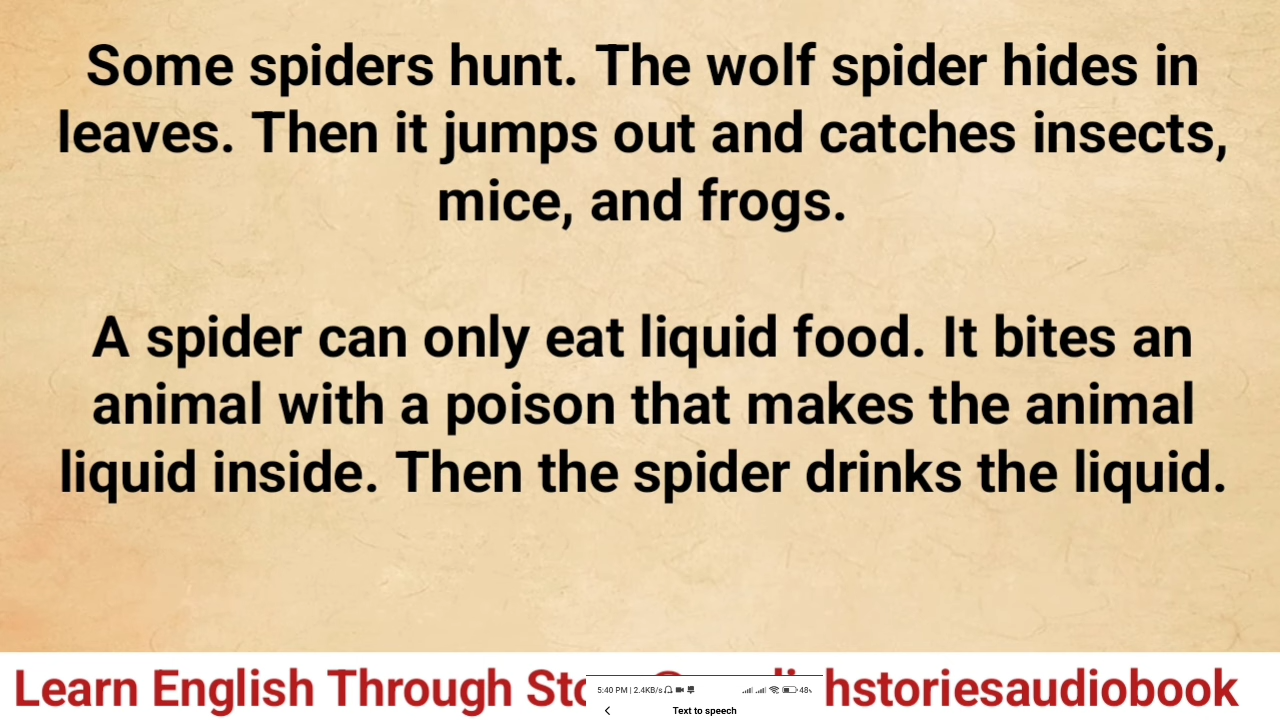 Some spiders hunt. The wolf spider hides in
leaves. Then it jumps out and catches insects,
mice, and frogs.
A spider can only eat liquid food. It bites an
animal with a poison that makes the animal
liquid inside. Then the spider drinks the liquid.
Learn English Through hstoriesaudiobook
5:40 PM | 2.4KB/s 48
Text to speech